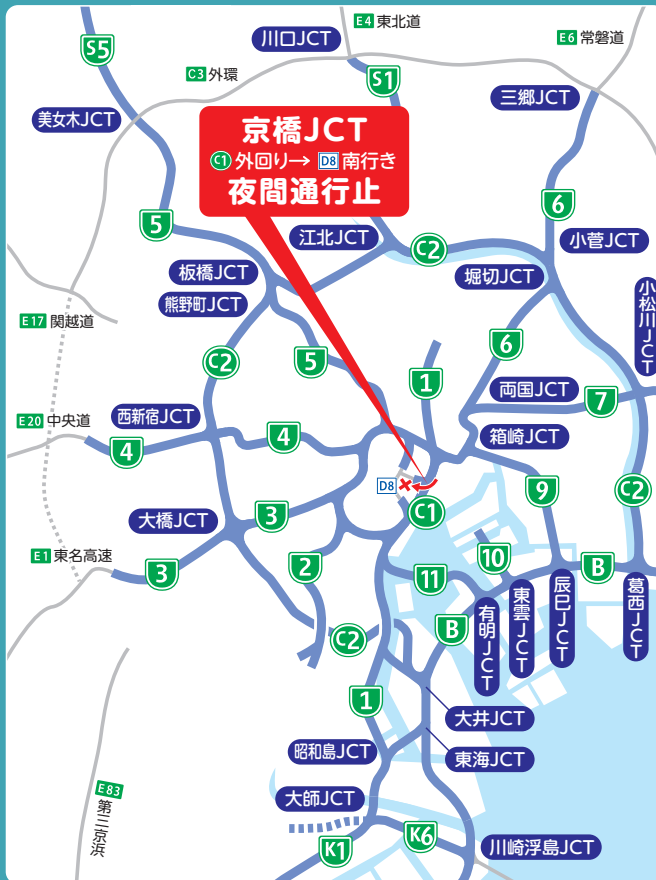 E4 東北道
川口JCT
E6 常磐道
S5
C3 外環
S1
三郷JCT
美女木JCT
京橋JCT
C1 外回り→ D8 南行き
夜間通行止
6
5
江北JCT
C2
小菅JCT
板橋JCT
堀切JCT
熊野町JCT
小松川JCT
E17 関越道
6
C2
5
1
両国JCT
7
E20 中央道
西新宿JCT
箱崎JCT
4
4
D8
9
C2
大橋JCT
3
C1
E1 東名高速
3
2
11
10
B
有明JCT
東雲JCT
辰巳JCT
葛西JCT
C2
B
1
大井JCT
昭和島JCT
東海JCT
E83 第三京浜
大師JCT
K1
K6
川崎浮島JCT